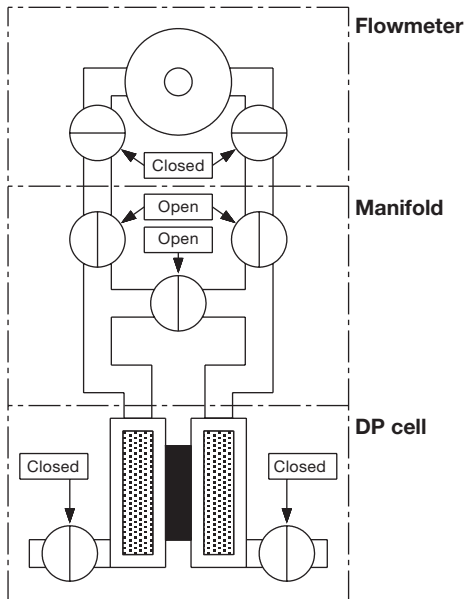 Flowmeter
Closed
Open
Manifold
Open
DP cell
Closed
Closed